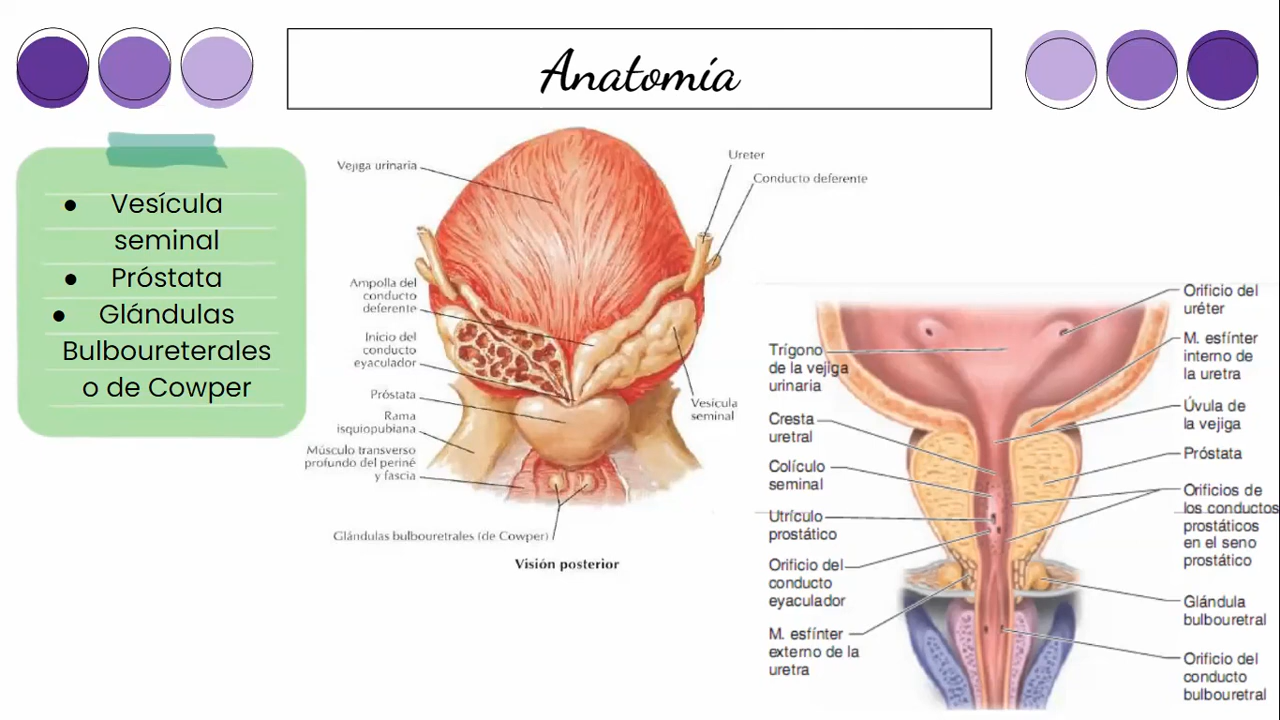 Anatomía
● Vesícula
seminal
● Próstata
● Glándulas
Bulboureterales
o de Cowper
Vejiga urinaria
Ampolla del
conducto
deferente
Inicio del
conducto
eyaculador
Próstata
Rama
isquiopubiana
Músculo transverso
profundo del periné
y fascia
Glándulas bulbouretrales (de Cowper)
Ureter
Conducto deferente
Vesícula
seminal
Visión posterior
Trígono
de la vejiga
urinaria
Cresta
uretral
Colículo
seminal
Utrículo
prostático
Orificio del
conducto
eyaculador
M. esfínter
externo de la
uretra
Orificio del
uréter
M. esfínter
interno de
la uretra
Úvula de
la vejiga
Próstata
Orificios de
los conductos
prostáticos
en el seno
prostático
Glándula
bulbouretral
Orificio del
conducto
bulbouretral